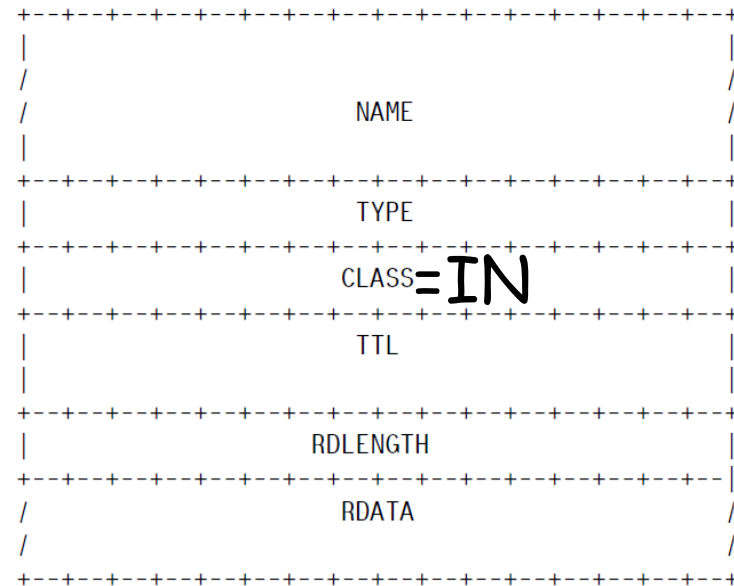 +--+--+--+--+--+--+--+--+--+--+--+--+--+--+--+--+
|                                               |
/                                               /
/                      NAME                     /
|                                               |
+--+--+--+--+--+--+--+--+--+--+--+--+--+--+--+--+
|                      TYPE                     |
+--+--+--+--+--+--+--+--+--+--+--+--+--+--+--+--+
|                     CLASS=IN                  |
+--+--+--+--+--+--+--+--+--+--+--+--+--+--+--+--+
|                      TTL                      |
|                                               |
+--+--+--+--+--+--+--+--+--+--+--+--+--+--+--+--+
|                   RDLENGTH                    |
+--+--+--+--+--+--+--+--+--+--+--+--+--+--+--+--|
/                     RDATA                     /
/                                               /
+--+--+--+--+--+--+--+--+--+--+--+--+--+--+--+--+